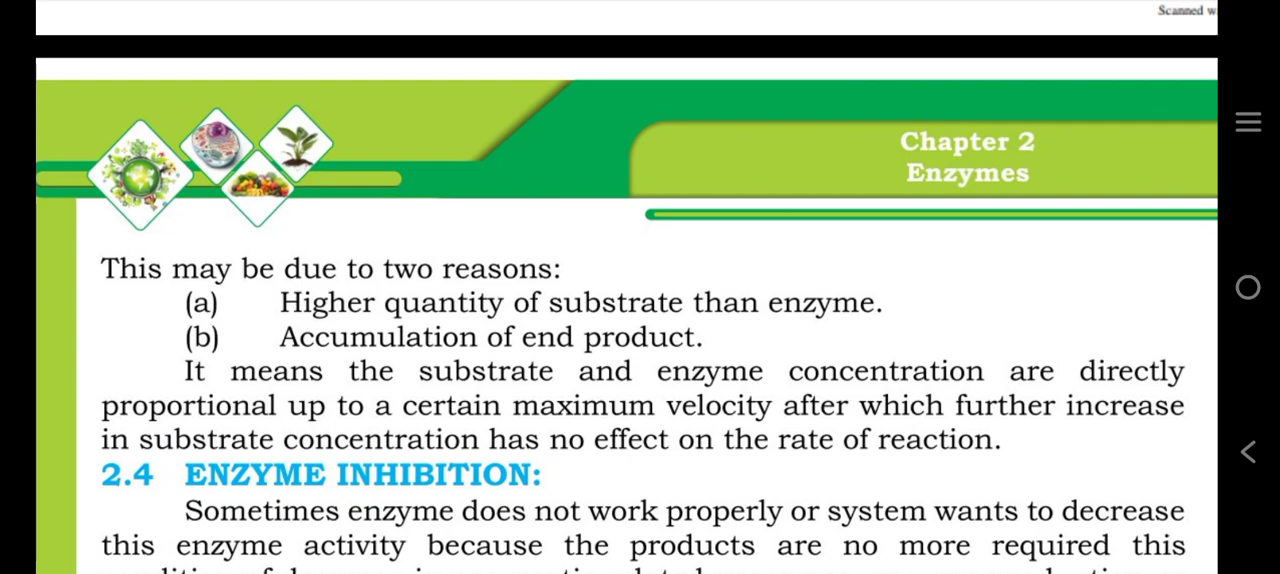 Scanned w
Chapter 2
Enzymes
This may be due to two reasons:
(a) Higher quantity of substrate than enzyme.
(b) Accumulation of end product.
It means the substrate and enzyme concentration are directly
proportional up to a certain maximum velocity after which further increase
in substrate concentration has no effect on the rate of reaction.
2.4 ENZYME INHIBITION:
Sometimes enzyme does not work properly or system wants to decrease
this enzyme activity because the products are no more required this